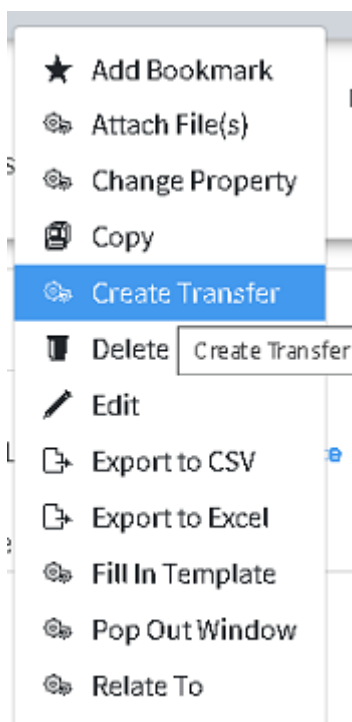 Add Bookmark
Attach File(s)
Change Property
Copy
Create Transfer
Delete
Create Transfer
Edit
Export to CSV
Export to Excel
Fill In Template
Pop Out Window
Relate To